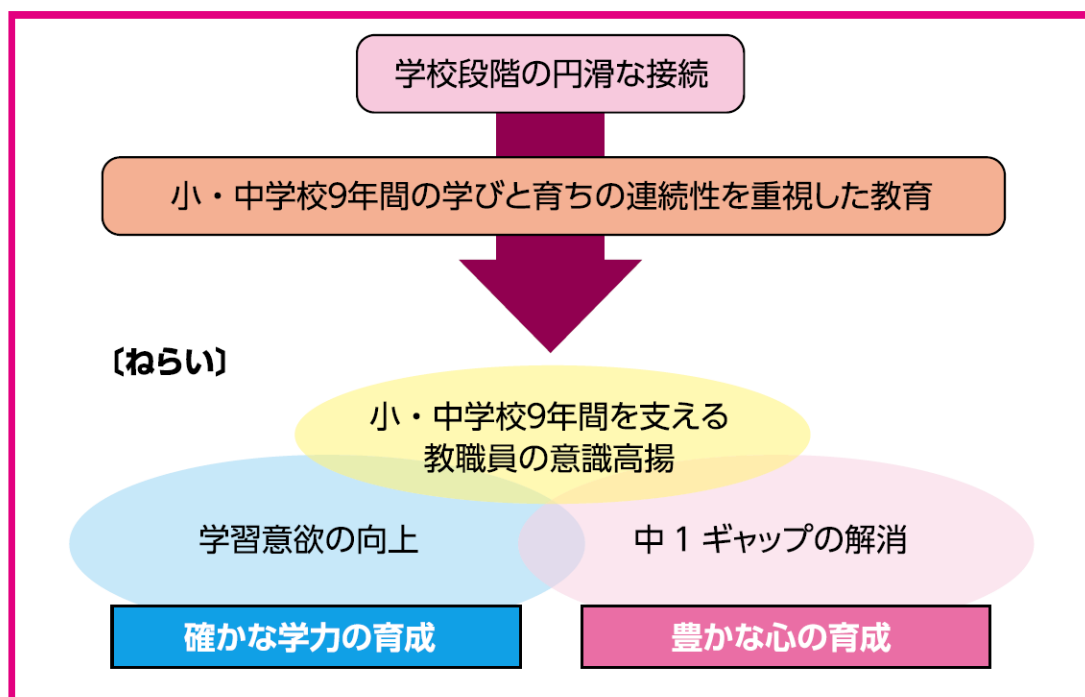 学校段階の円滑な接続
小・中学校9年間の学びと育ちの連続性を重視した教育
〔ねらい〕
小・中学校9年間を支える
教職員の意識高揚
学習意欲の向上
中1ギャップの解消
確かな学力の育成
豊かな心の育成